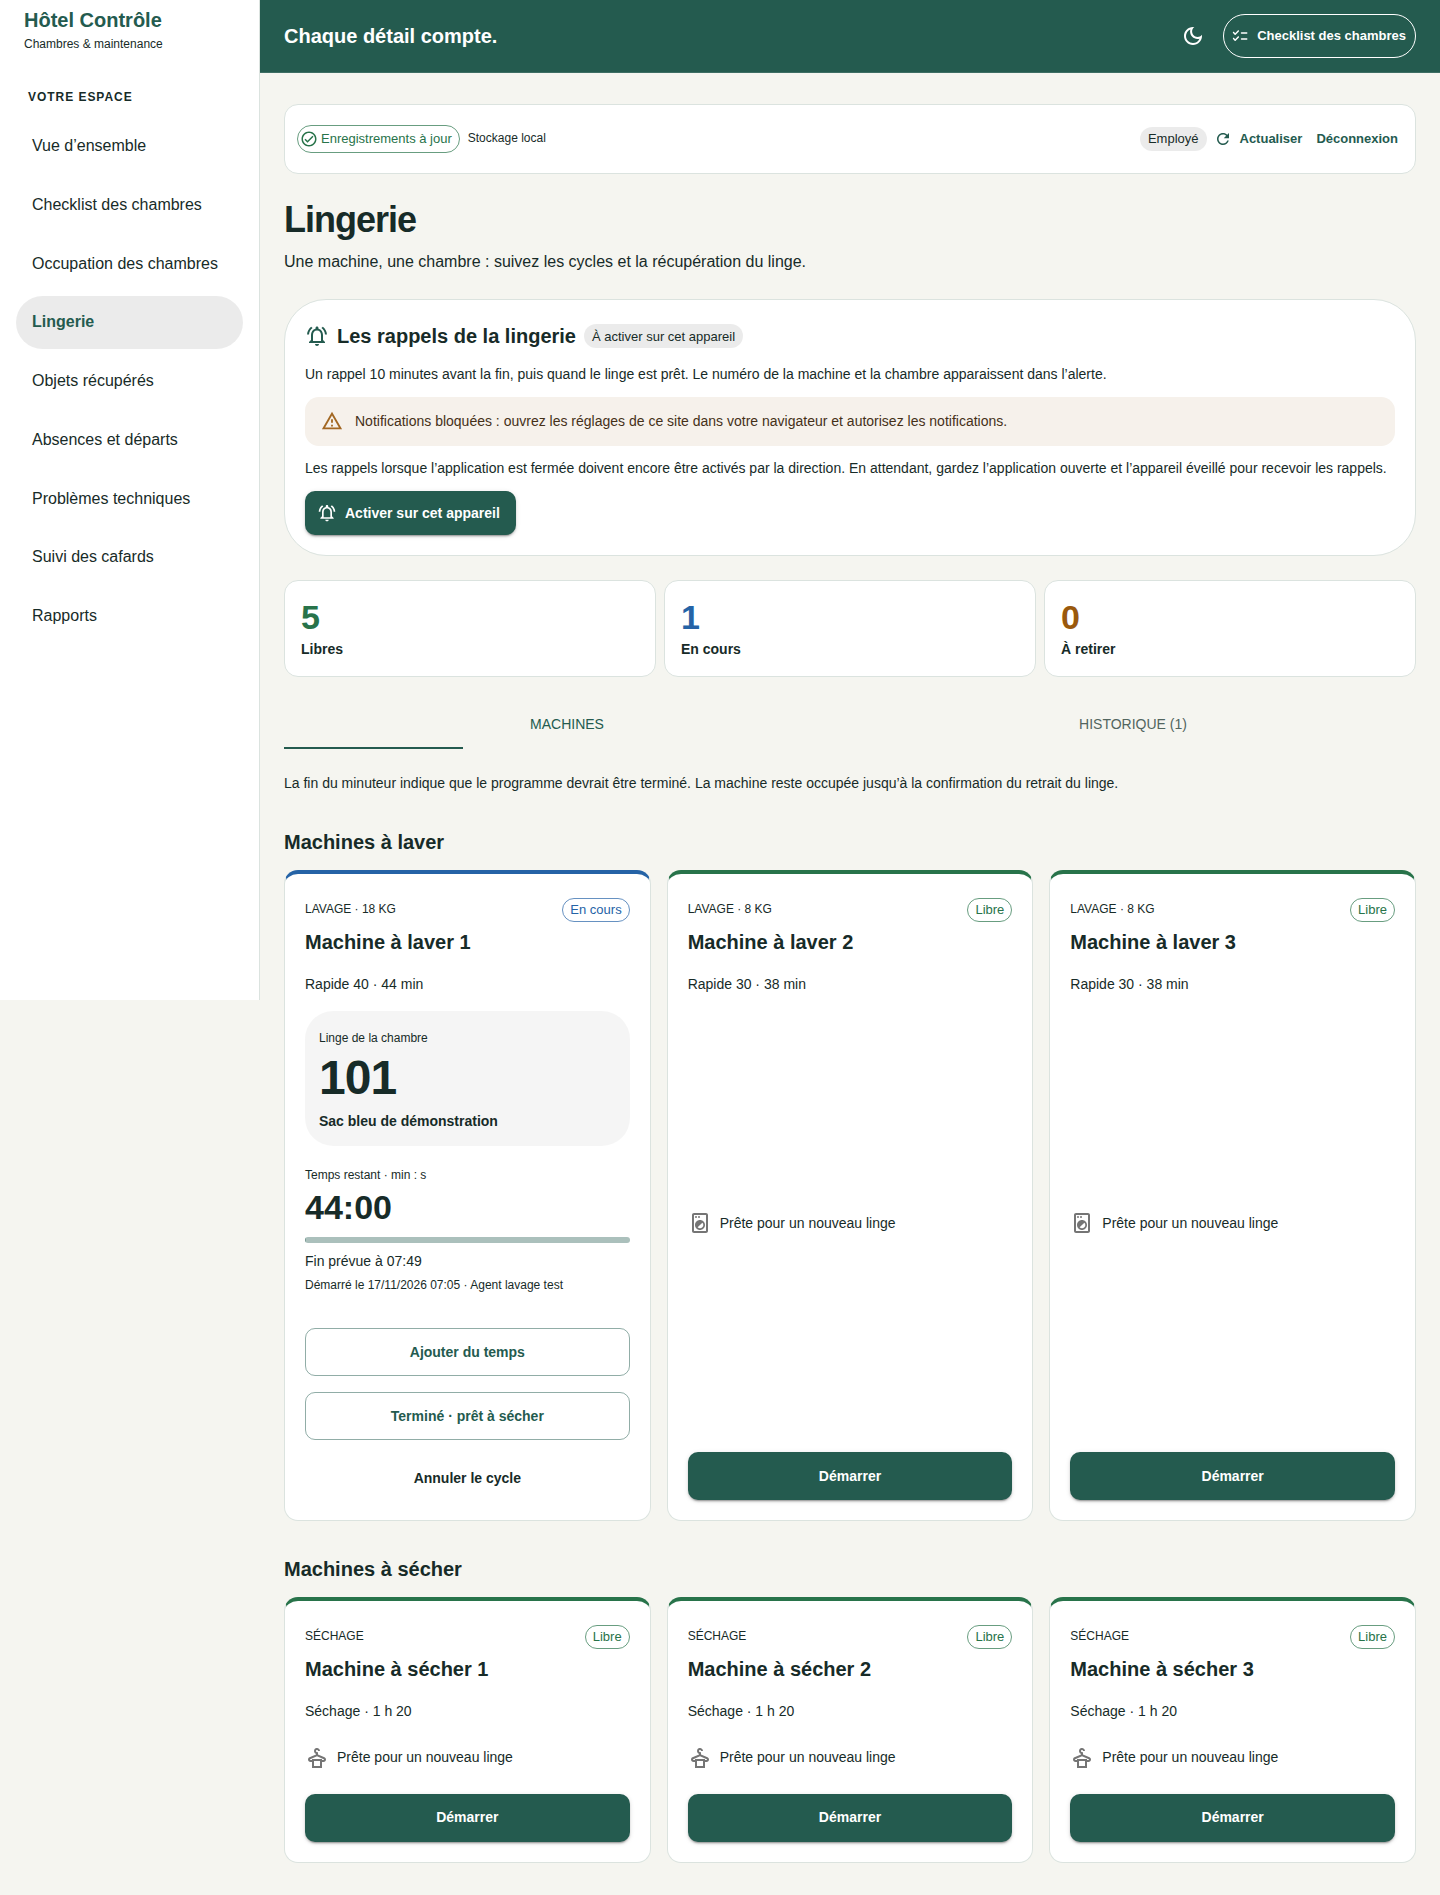 Hôtel Contrôle
Chambres & maintenance
VOTRE ESPACE
Vue d’ensemble
Checklist des chambres
Occupation des chambres
Lingerie
Objets récupérés
Absences et départs
Problèmes techniques
Suivi des cafards
Rapports
Chaque détail compte.
Checklist des chambres
Enregistrements à jour
Stockage local
Employé
Actualiser
Déconnexion
Lingerie
Une machine, une chambre : suivez les cycles et la récupération du linge.
Les rappels de la lingerie
À activer sur cet appareil
Un rappel 10 minutes avant la fin, puis quand le linge est prêt. Le numéro de la machine et la chambre apparaissent dans l’alerte.
Notifications bloquées : ouvrez les réglages de ce site dans votre navigateur et autorisez les notifications.
Les rappels lorsque l’application est fermée doivent encore être activés par la direction. En attendant, gardez l’application ouverte et l’appareil éveillé pour recevoir les rappels.
Activer sur cet appareil
5
Libres
1
En cours
0
À retirer
MACHINES
HISTORIQUE (1)
La fin du minuteur indique que le programme devrait être terminé. La machine reste occupée jusqu’à la confirmation du retrait du linge.
Machines à laver
LAVAGE · 18 KG
En cours
Machine à laver 1
Rapide 40 · 44 min
Linge de la chambre
101
Sac bleu de démonstration
Temps restant · min : s
44:00
Fin prévue à 07:49
Démarré le 17/11/2026 07:05 · Agent lavage test
Ajouter du temps
Terminé · prêt à sécher
Annuler le cycle
LAVAGE · 8 KG
Libre
Machine à laver 2
Rapide 30 · 38 min
Prête pour un nouveau linge
Démarrer
LAVAGE · 8 KG
Libre
Machine à laver 3
Rapide 30 · 38 min
Prête pour un nouveau linge
Démarrer
Machines à sécher
SÉCHAGE
Libre
Machine à sécher 1
Séchage · 1 h 20
Prête pour un nouveau linge
Démarrer
SÉCHAGE
Libre
Machine à sécher 2
Séchage · 1 h 20
Prête pour un nouveau linge
Démarrer
SÉCHAGE
Libre
Machine à sécher 3
Séchage · 1 h 20
Prête pour un nouveau linge
Démarrer